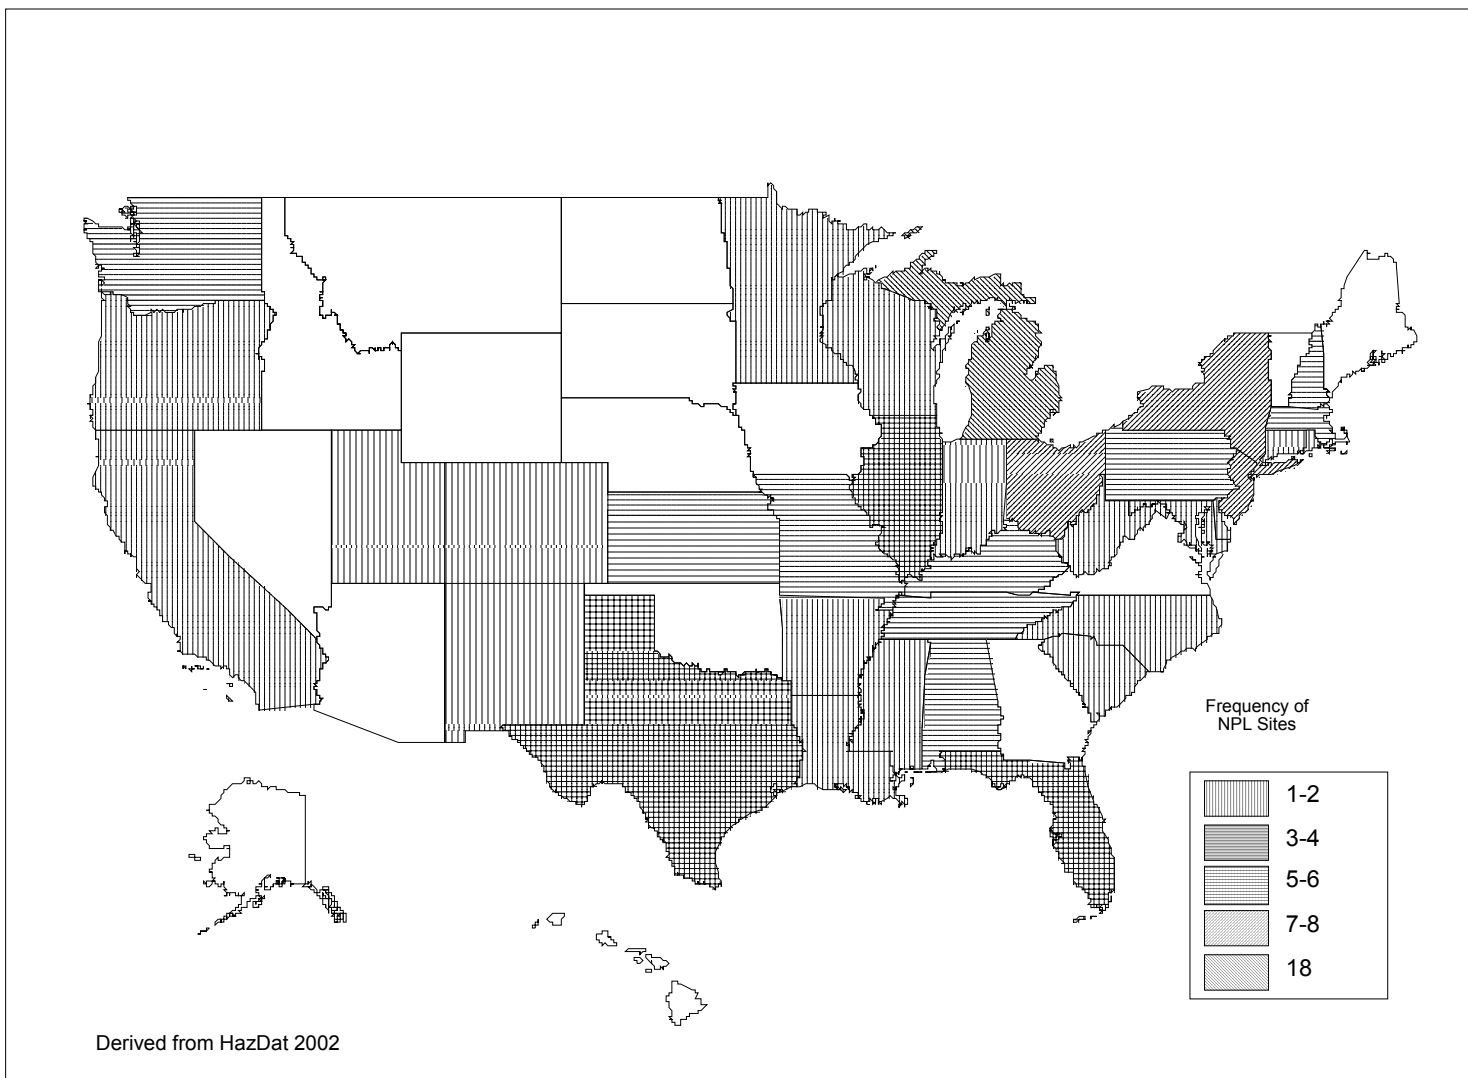 Frequency of
NPL Sites
1-2
3-4
5-6
7-8
18
Derived from HazDat 2002